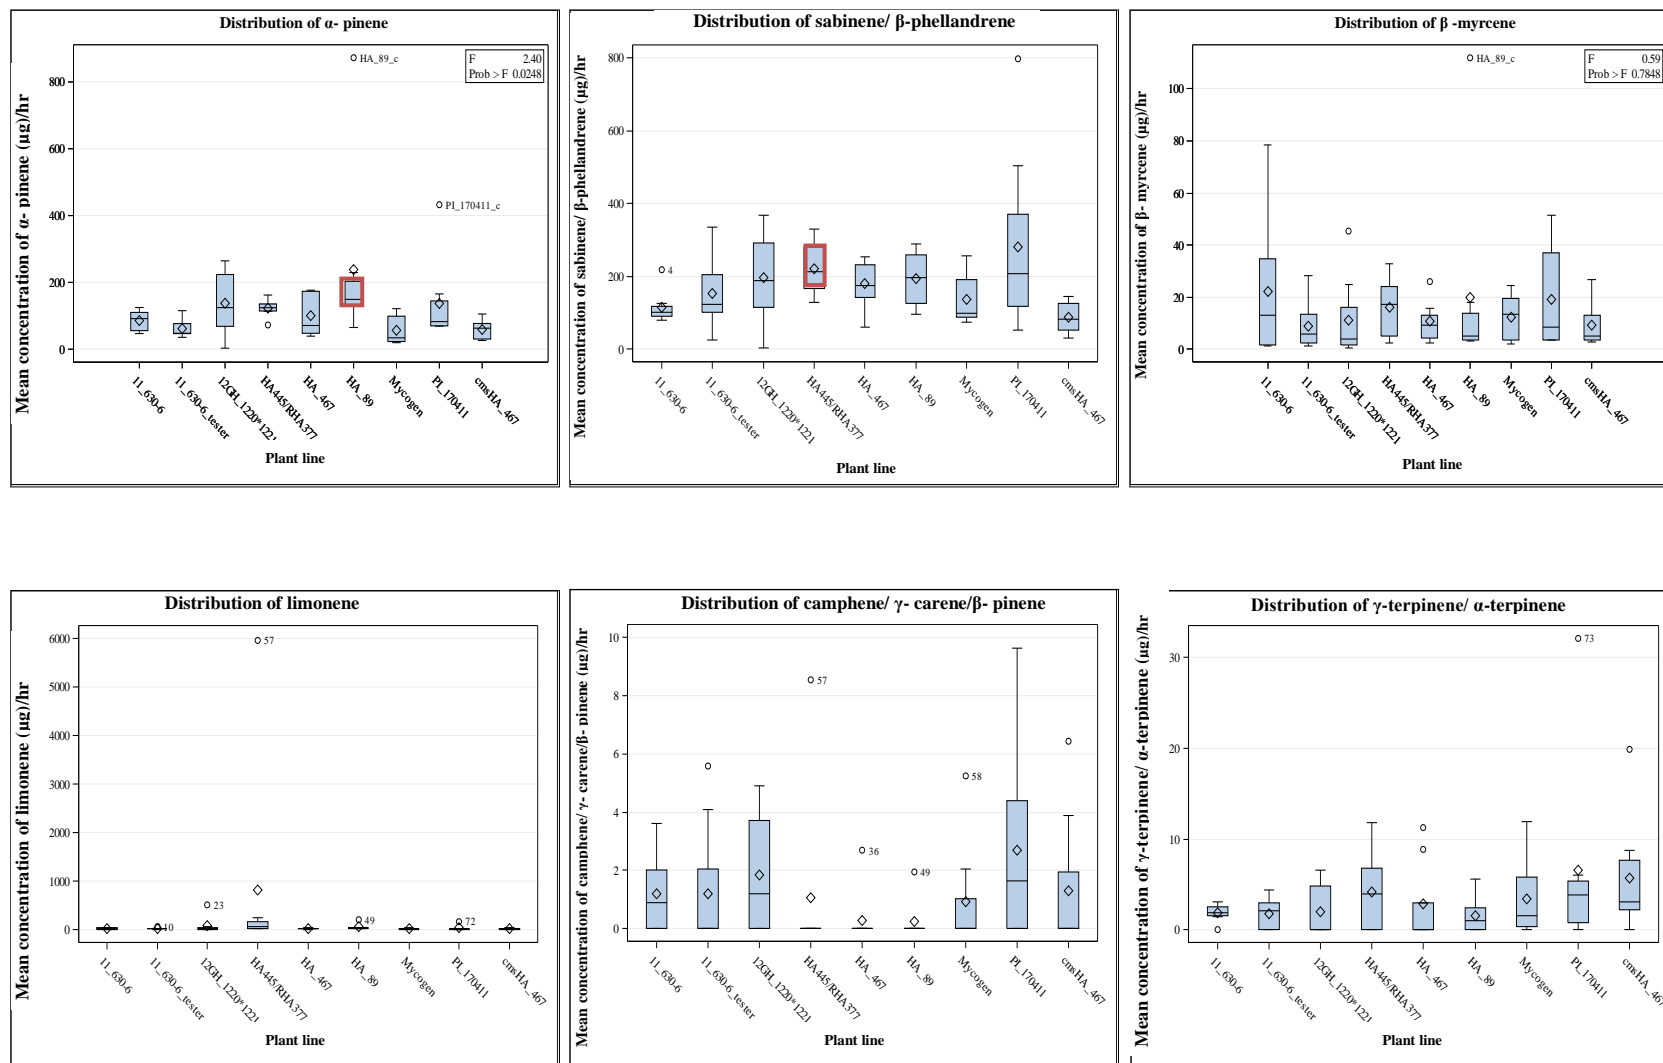 Distribution of α- pinene
Mean concentration of α- pinene (µg)/hr
800
600
400
200
0
HA_89_c
PI_170411_c
F 2.40
Prob > F 0.0248
11_630-6
11_630-6_tester
12GH_1220*1221
HA445/RHA377
HA_467
HA_89
Mycogen
PI_170411
cmsHA_467
Plant line
Distribution of sabinene/ β-phellandrene
Mean concentration of sabinene/ β-phellandrene (µg)/hr
800
600
400
200
0
4
11_630-6
11_630-6_tester
12GH_1220*1221
HA445/RHA377
HA_467
HA_89
Mycogen
PI_170411
cmsHA_467
Plant line
Distribution of β -myrcene
Mean concentration of β- myrcene (µg)/hr
100
80
60
40
20
0
HA_89_c
F 0.59
Prob > F 0.7848
11_630-6
11_630-6_tester
12GH_1220*1221
HA445/RHA377
HA_467
HA_89
Mycogen
PI_170411
cmsHA_467
Plant line
Distribution of limonene
Mean concentration of limonene (µg)/hr
6000
5000
4000
3000
2000
1000
0
57
23
10
49
72
11_630-6
11_630-6_tester
12GH_1220*1221
HA445/RHA377
HA_467
HA_89
Mycogen
PI_170411
cmsHA_467
Plant line
Distribution of camphene/ γ- carene/β- pinene
Mean concentration of camphene/ γ- carene/β- pinene (µg)/hr
10
8
6
4
2
0
57
36
49
58
11_630-6
11_630-6_tester
12GH_1220*1221
HA445/RHA377
HA_467
HA_89
Mycogen
PI_170411
cmsHA_467
Plant line
Distribution of γ-terpinene/ α-terpinene
Mean concentration of γ-terpinene/ α-terpinene (µg)/hr
30
20
10
0
73
11_630-6
11_630-6_tester
12GH_1220*1221
HA445/RHA377
HA_467
HA_89
Mycogen
PI_170411
cmsHA_467
Plant line